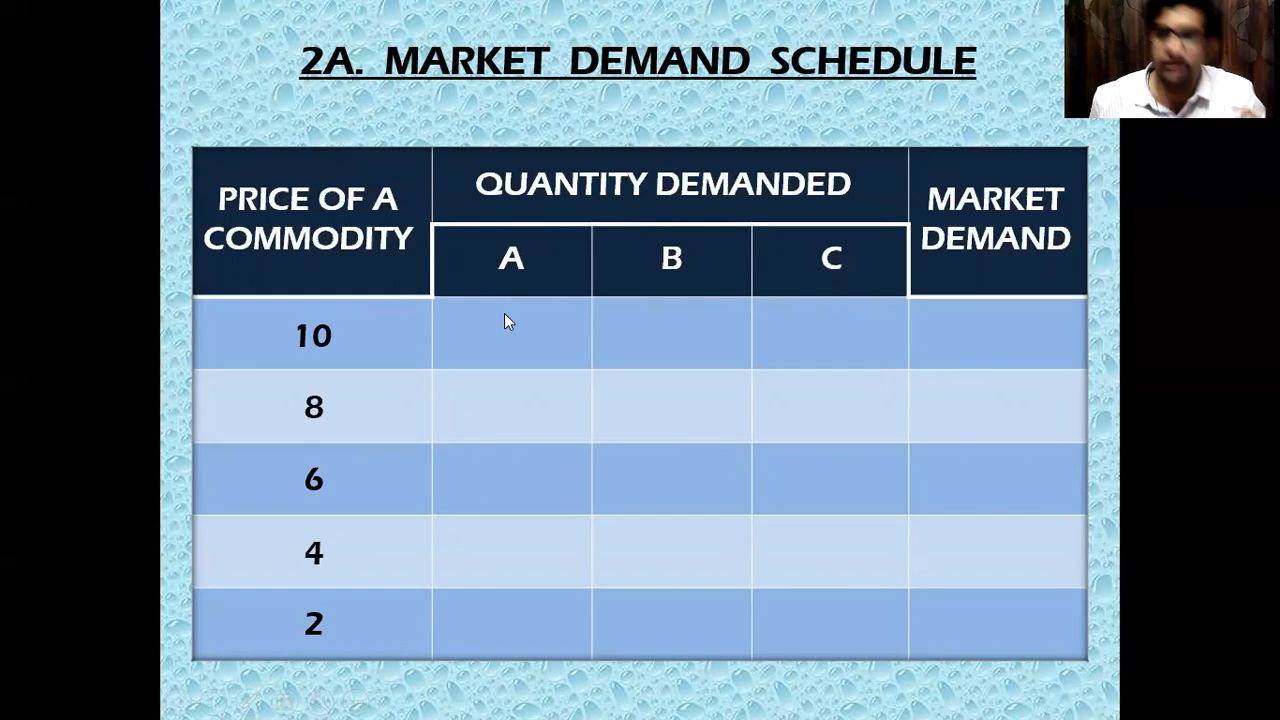 2A. MARKET DEMAND SCHEDULE
PRICE OF A
COMMODITY
QUANTITY DEMANDED
MARKET
DEMAND
A B C
10
8
6
4
2